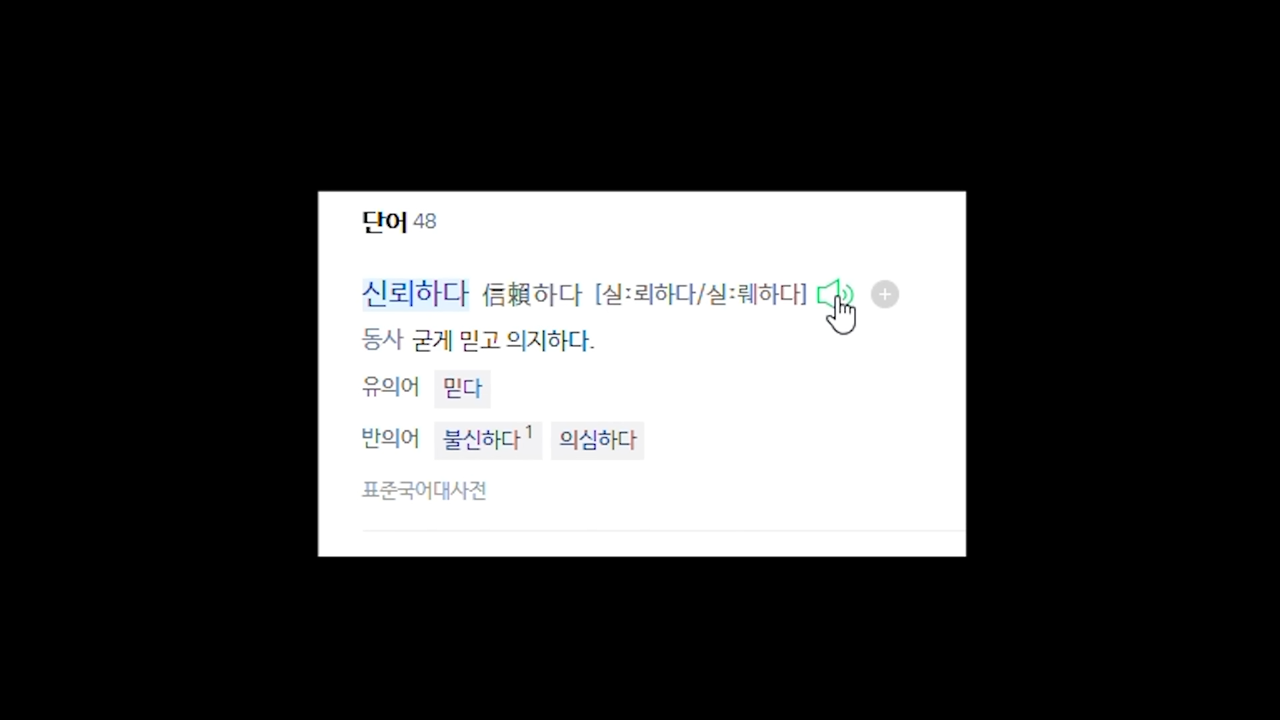 단어 48
신뢰하다 信賴하다 [실ː뢰하다/실ː뤠하다]
동사 굳게 믿고 의지하다.
유의어 믿다
반의어 불신하다1 의심하다
표준국어대사전